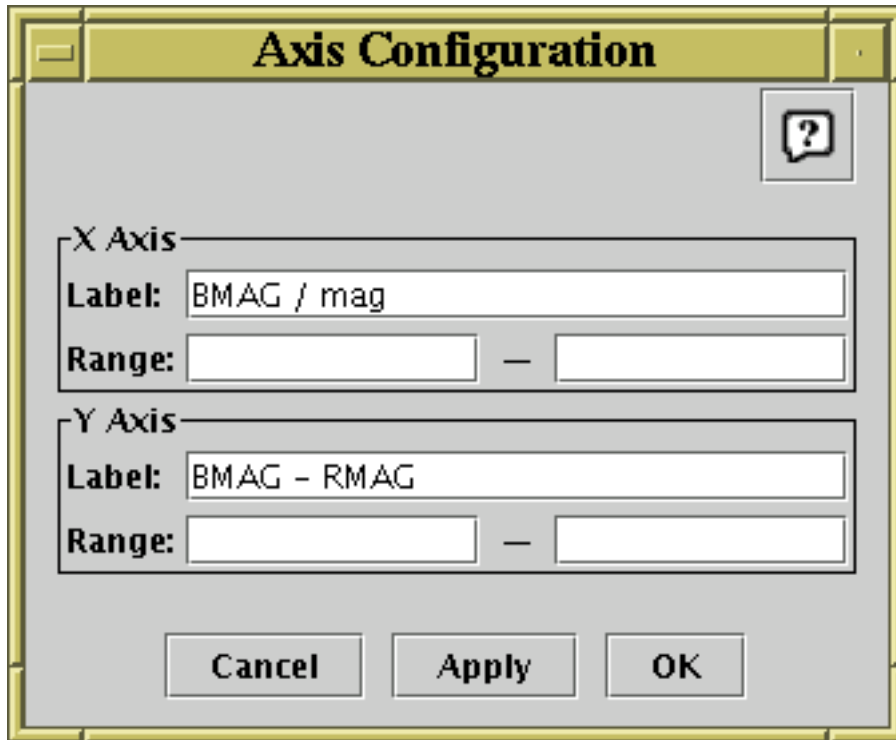 Axis Configuration
?
X Axis
Label: BMAG / mag
Range: –
Y Axis
Label: BMAG – RMAG
Range: –
Cancel Apply OK